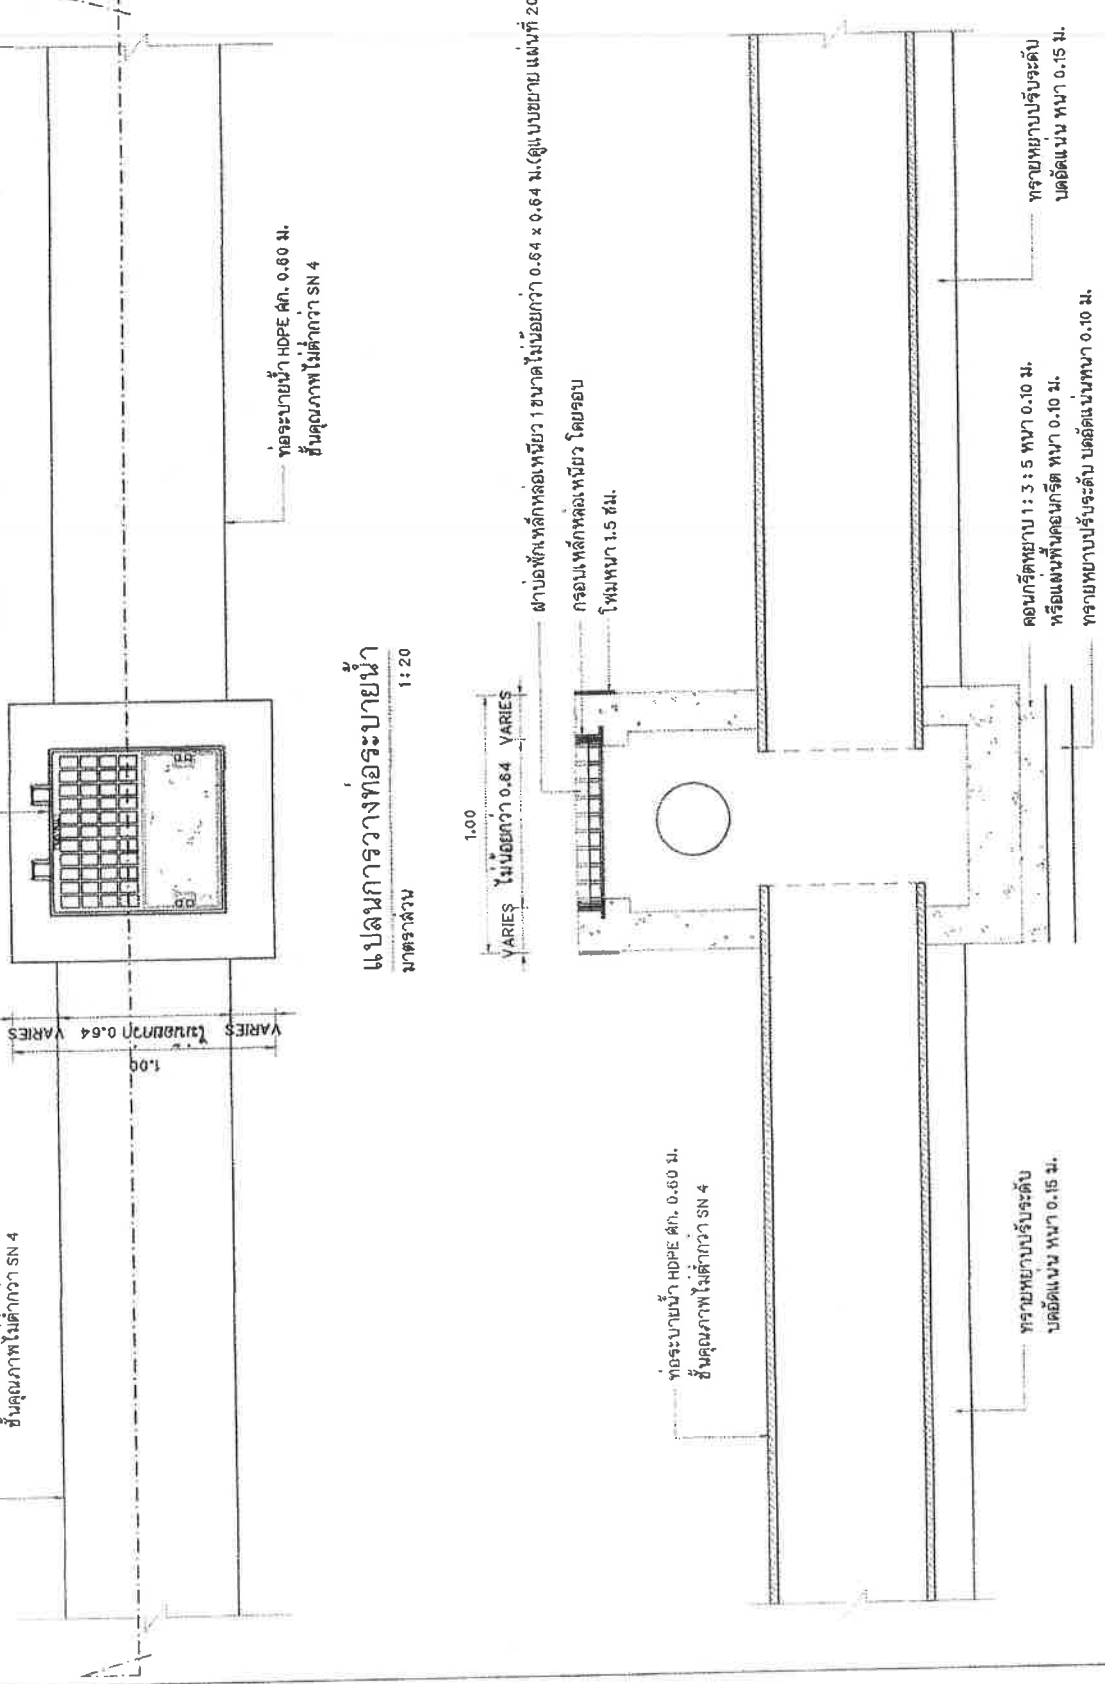 ชั้นคุณภาพไม่ต่ำกว่า SN 4
VARIES ไม่น้อยกว่า 0.64 VARIES
1.00
ท่อระบายน้ำ HDPE ศก. 0.60 ม.
ชั้นคุณภาพไม่ต่ำกว่า SN 4
แปลนการวางท่อระบายน้ำ
มาตราส่วน 1 : 20
1.00
VARIES ไม่น้อยกว่า 0.64 VARIES
ฝาบ่อพักเหล็กหล่อเหนียว 1 ขนาดไม่น้อยกว่า 0.64 x 0.64 ม.(ดูแบบขยาย แผ่นที่ 20
กรอบเหล็กหล่อเหนียว โดยรอบ
โฟมหนา 1.5 ซม.
ท่อระบายน้ำ HDPE ศก. 0.60 ม.
ชั้นคุณภาพไม่ต่ำกว่า SN 4
ทรายหยาบปรับระดับ
บดอัดแน่น หนา 0.15 ม.
คอนกรีตหยาบ 1 : 3 : 5 หนา 0.10 ม.
หรือแผ่นพื้นคอนกรีต หนา 0.10 ม.
ทรายหยาบปรับระดับ บดอัดแน่นหนา 0.10 ม.
ทรายหยาบปรับระดับ
บดอัดแน่น หนา 0.15 ม.